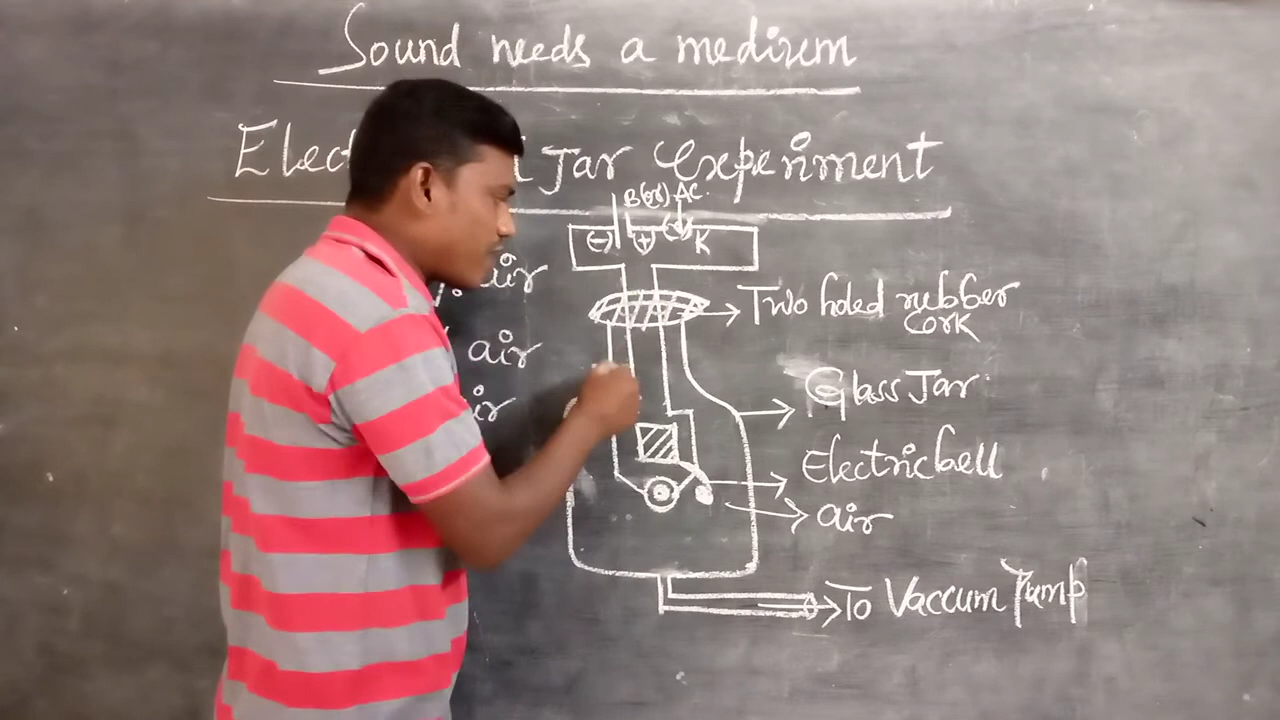 Sound needs a medium
Elect Jar Experiment
B(or) AC
(-) (+) K
air
Two holed rubber
cork
air
Glass Jar
Electric bell
air
To Vaccum Pump